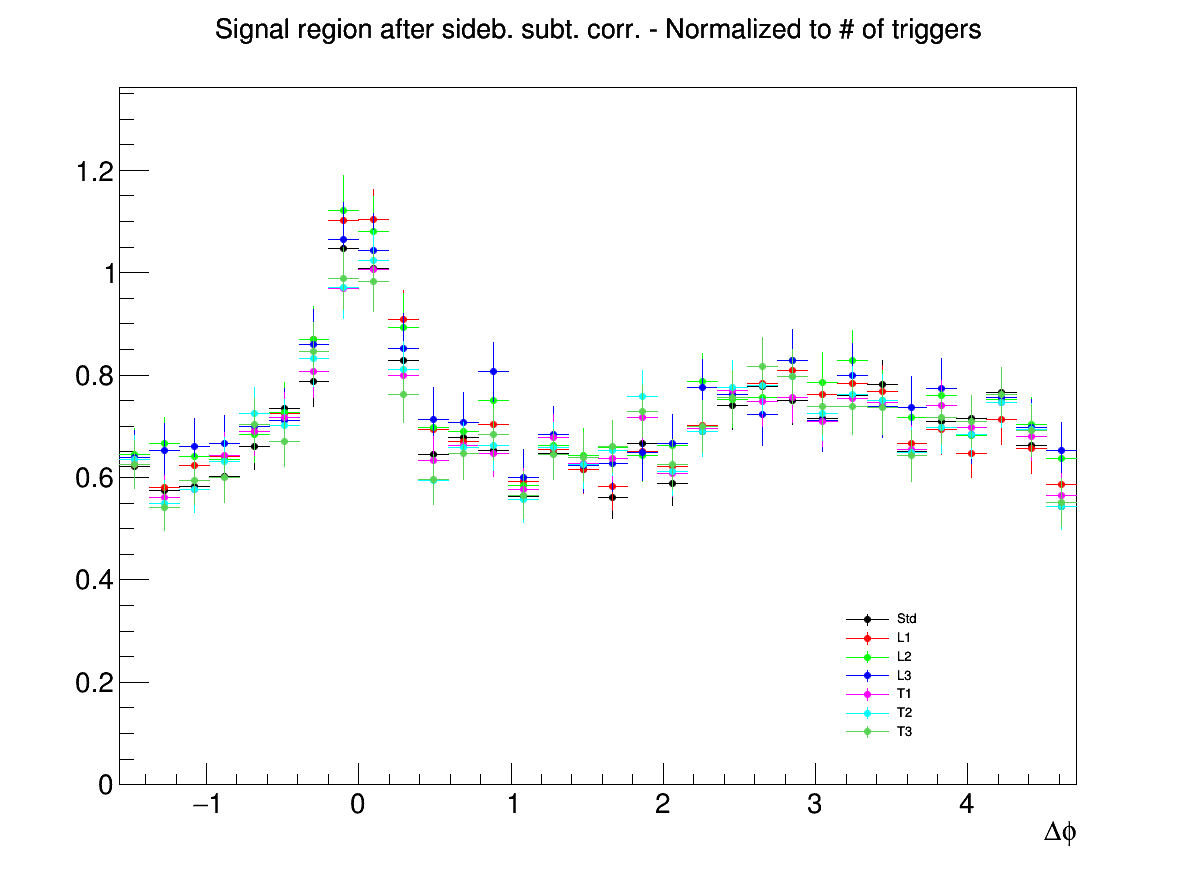 Signal region after sideb. subt. corr. - Normalized to # of triggers
1.2
1
0.8
0.6
0.4
0.2
0
−1 0 1 2 3 4
Δϕ
Std
L1
L2
L3
T1
T2
T3